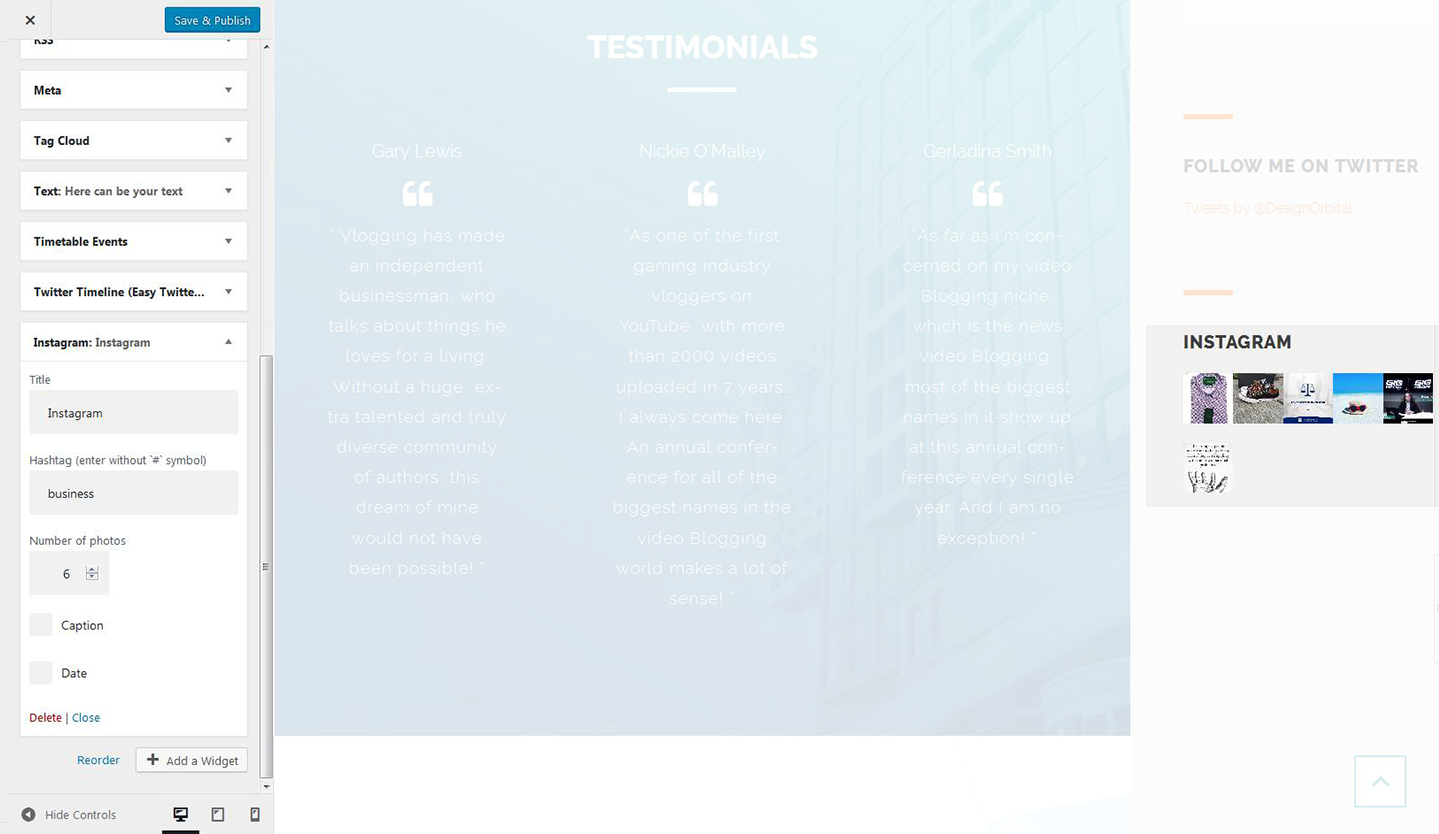 Save & Publish
RSS
Meta
Tag Cloud
Text: Here can be your text
Timetable Events
Twitter Timeline (Easy Twitte...
Instagram: Instagram
Title
Instagram
Hashtag (enter without `#` symbol)
business
Number of photos
6
Caption
Date
Delete | Close
Reorder
Add a Widget
Hide Controls
TESTIMONIALS
Gary Lewis
" Vlogging has made
an independent
businessman, who
talks about things he
loves for a living.
Without a huge, ex-
tra talented and truly
diverse community
of authors, this
dream of mine
would not have
been possible! "
Nickie O'Malley
"As one of the first
gaming industry
vloggers on
YouTube, with more
than 2000 videos
uploaded in 7 years,
I always come here.
An annual confer-
ence for all of the
biggest names in the
video Blogging
world makes a lot of
sense! "
Gerladina Smith
"As far as I'm con-
cerned on my video
Blogging niche,
which is the news
video Blogging,
most of the biggest
names in it show up
at this annual con-
ference every single
year. And I am no
exception! "
FOLLOW ME ON TWITTER
Tweets by @DesignOrbital
INSTAGRAM